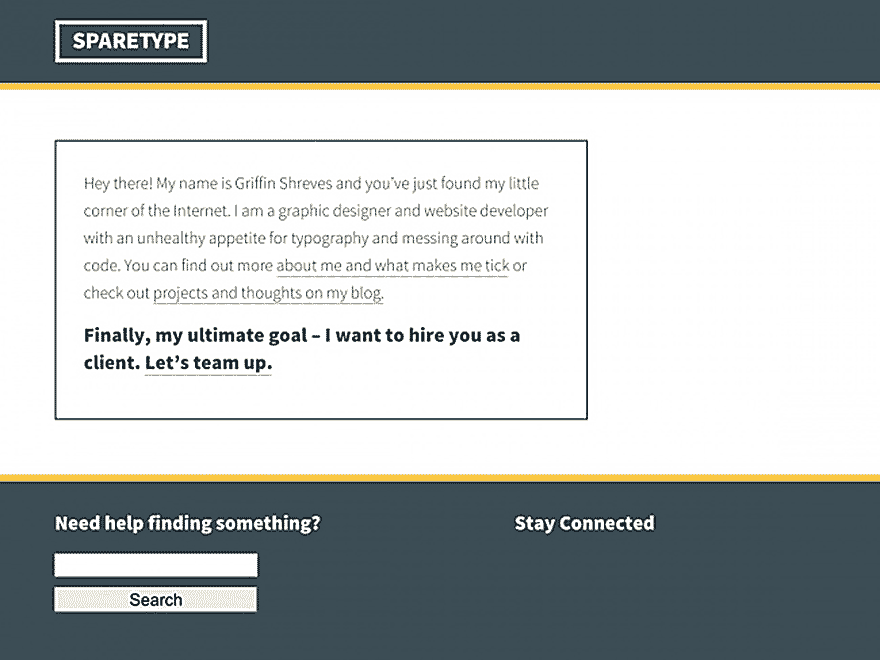 SPARETYPE
Hey there! My name is Griffin Shreves and you've just found my little
corner of the Internet. I am a graphic designer and website developer
with an unhealthy appetite for typography and messing around with
code. You can find out more about me and what makes me tick or
check out projects and thoughts on my blog.
Finally, my ultimate goal – I want to hire you as a
client. Let's team up.
Need help finding something?
Stay Connected
Search